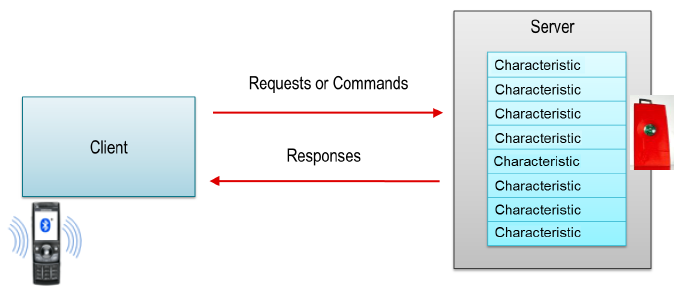 Server
Characteristic
Requests or Commands
Characteristic
Characteristic
Characteristic
Client
Responses
Characteristic
Characteristic
Characteristic
Characteristic